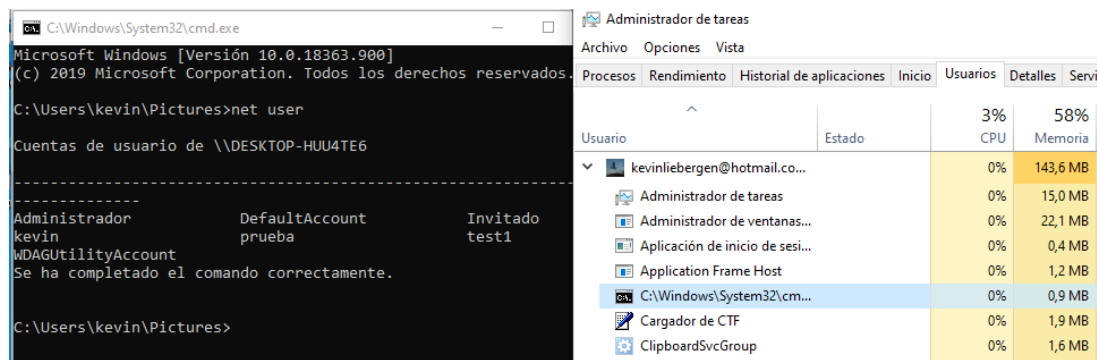 C:\Windows\System32\cmd.exe
Microsoft Windows [Versión 10.0.18363.900]
(c) 2019 Microsoft Corporation. Todos los derechos reservados.
C:\Users\kevin\Pictures>net user
Cuentas de usuario de \\DESKTOP-HUU4TE6
-------------------------------------------------------------------
--------------
Administrador DefaultAccount Invitado
kevin prueba test1
WDAGUtilityAccount
Se ha completado el comando correctamente.
C:\Users\kevin\Pictures>
Administrador de tareas
Archivo Opciones Vista
Procesos Rendimiento Historial de aplicaciones Inicio Usuarios Detalles Servi
3% 58%
Usuario Estado CPU Memoria
kevinliebergen@hotmail.co... 0% 143,6 MB
Administrador de tareas 0% 15,0 MB
Administrador de ventanas... 0% 22,1 MB
Aplicación de inicio de sesi... 0% 0,4 MB
Application Frame Host 0% 1,2 MB
C:\Windows\System32\cm... 0% 0,9 MB
Cargador de CTF 0% 1,9 MB
ClipboardSvcGroup 0% 1,6 MB